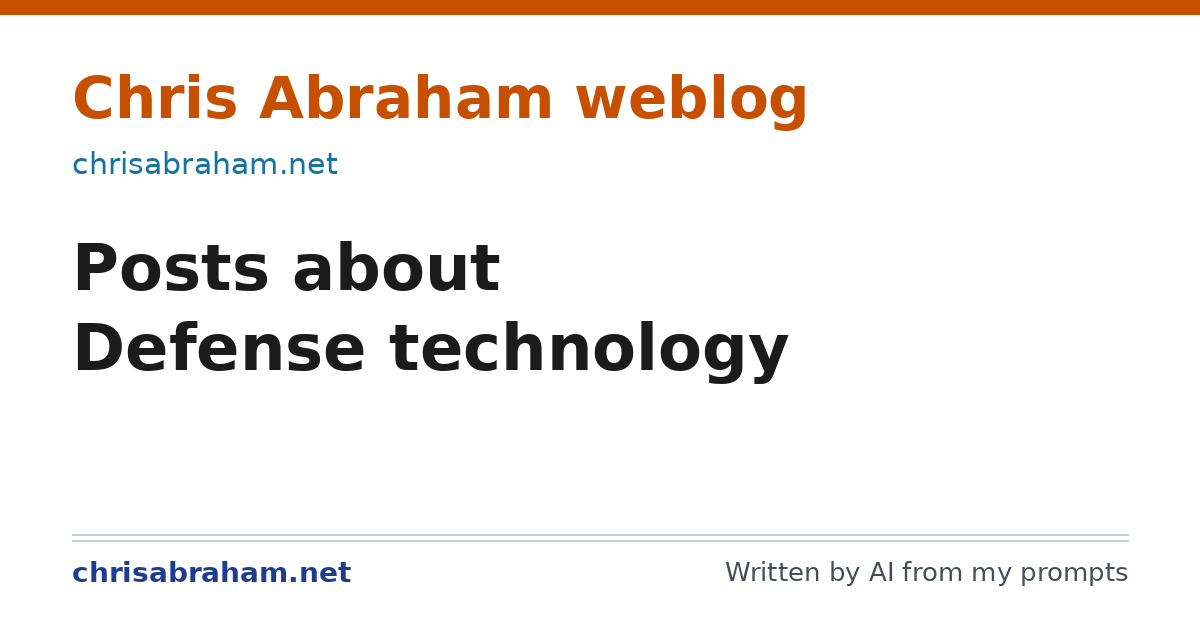 Chris Abraham weblog
chrisabraham.net
Posts about
Defense technology
chrisabraham.net
Written by AI from my prompts